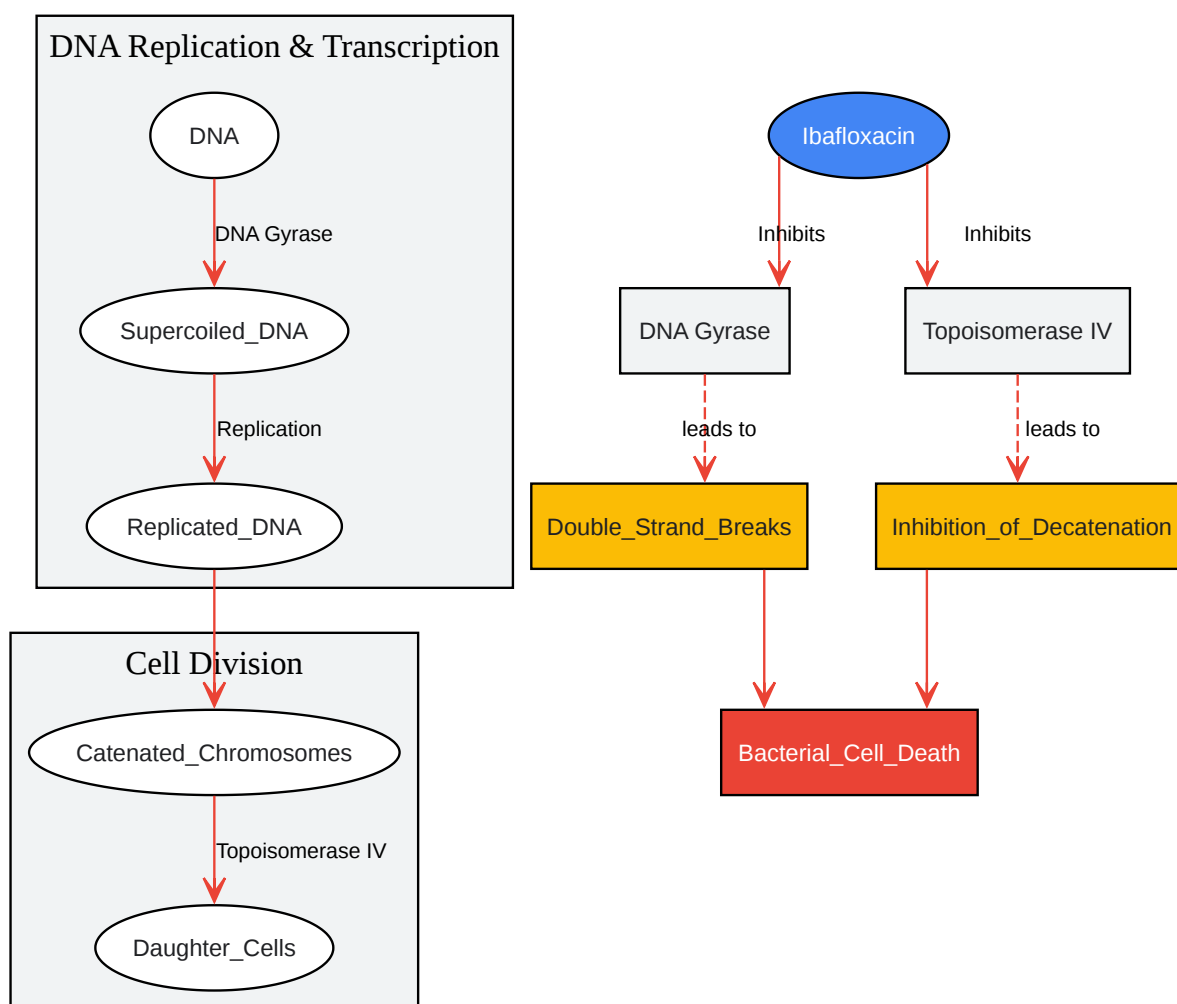 DNA Replication & Transcription
DNA
DNA Gyrase
Supercoiled_DNA
Replication
Replicated_DNA
Cell Division
Catenated_Chromosomes
Topoisomerase IV
Daughter_Cells
Ibafloxacin
Inhibits
Inhibits
DNA Gyrase
Topoisomerase IV
leads to
leads to
Double_Strand_Breaks
Inhibition_of_Decatenation
Bacterial_Cell_Death